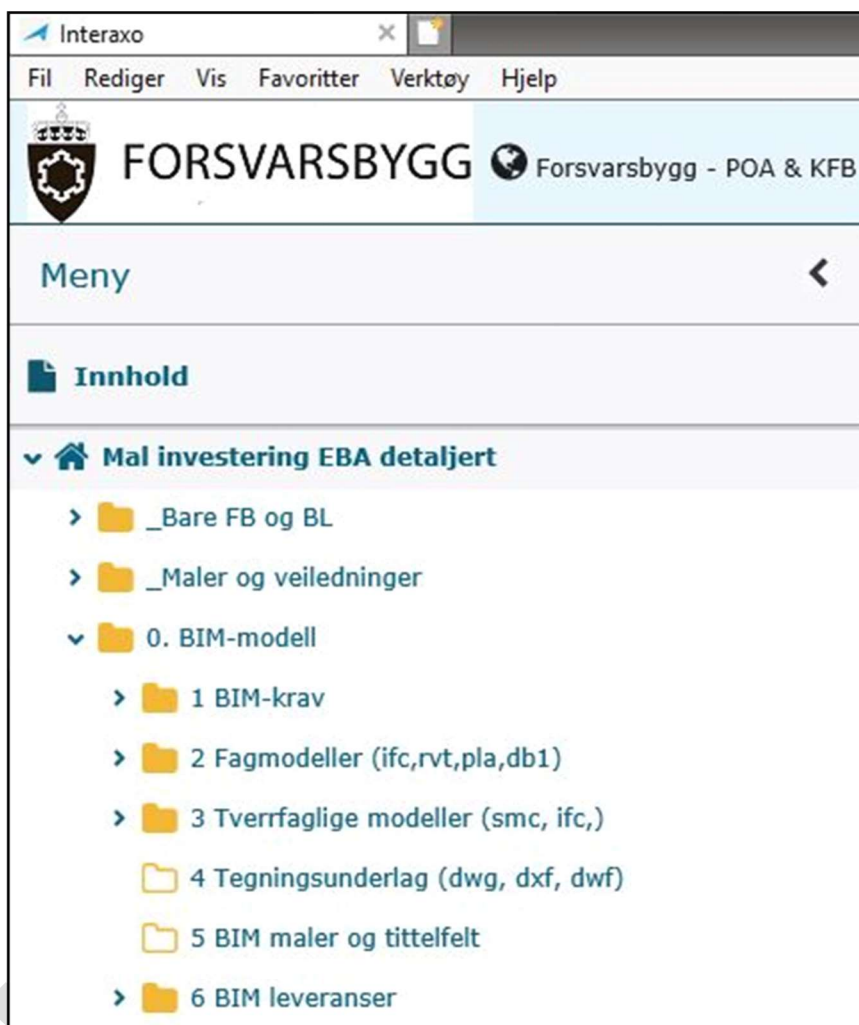 Interaxo
Fil Rediger Vis Favoritter Verktøy Hjelp
FORSVARSBYGG Forsvarsbygg - POA & KFB
Meny
Innhold
Mal investering EBA detaljert
_Bare FB og BL
_Maler og veiledninger
0. BIM-modell
1 BIM-krav
2 Fagmodeller (ifc,rvt,pla,db1)
3 Tverrfaglige modeller (smc, ifc,)
4 Tegningsunderlag (dwg, dxf, dwf)
5 BIM maler og tittelfelt
6 BIM leveranser